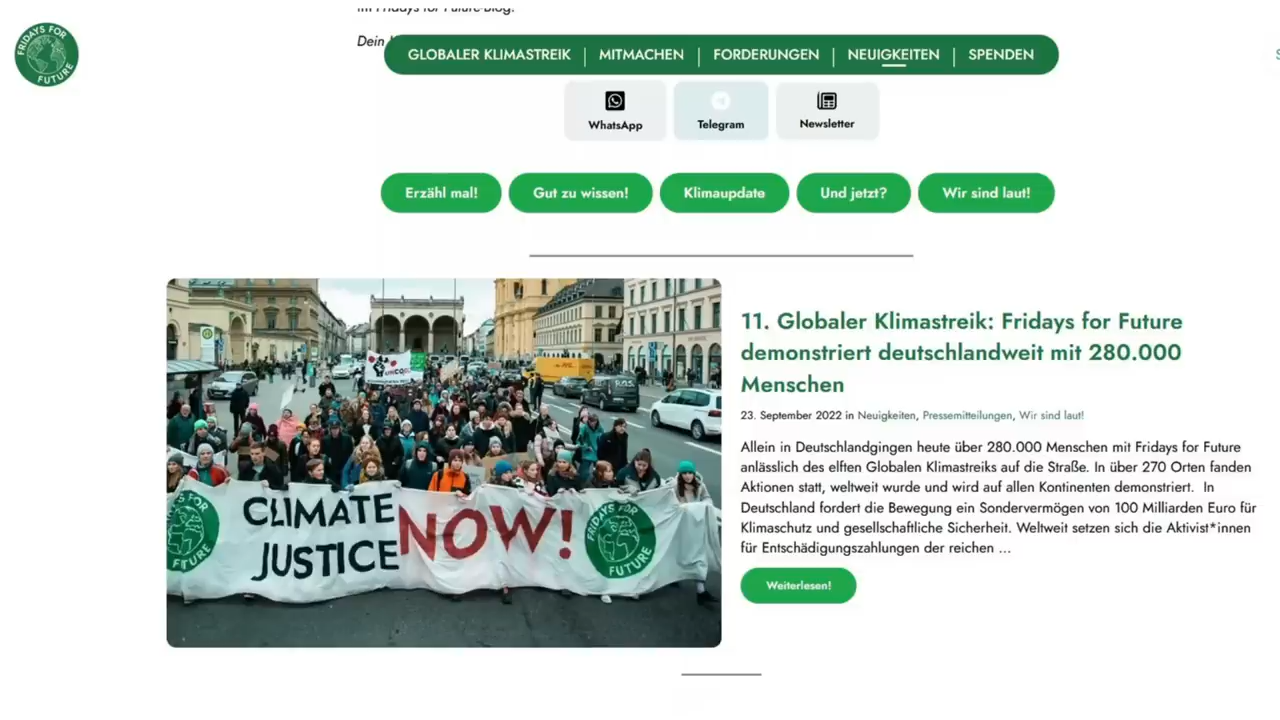 im Fridays for Future-Blog.
Dein
FRIDAYS FOR
FUTURE
GLOBALER KLIMASTREIK | MITMACHEN | FORDERUNGEN | NEUIGKEITEN | SPENDEN
WhatsApp
Telegram
Newsletter
Erzähl mal!
Gut zu wissen!
Klimaupdate
Und jetzt?
Wir sind laut!
CLIMATE
JUSTICE
NOW!
FRIDAYS FOR
FUTURE
11. Globaler Klimastreik: Fridays for Future
demonstriert deutschlandweit mit 280.000
Menschen
23. September 2022 in Neuigkeiten, Pressemitteilungen, Wir sind laut!
Allein in Deutschlandgingen heute über 280.000 Menschen mit Fridays for Future
anlässlich des elften Globalen Klimastreiks auf die Straße. In über 270 Orten fanden
Aktionen statt, weltweit wurde und wird auf allen Kontinenten demonstriert. In
Deutschland fordert die Bewegung ein Sondervermögen von 100 Milliarden Euro für
Klimaschutz und gesellschaftliche Sicherheit. Weltweit setzen sich die Aktivist*innen
für Entschädigungszahlungen der reichen ...
Weiterlesen!